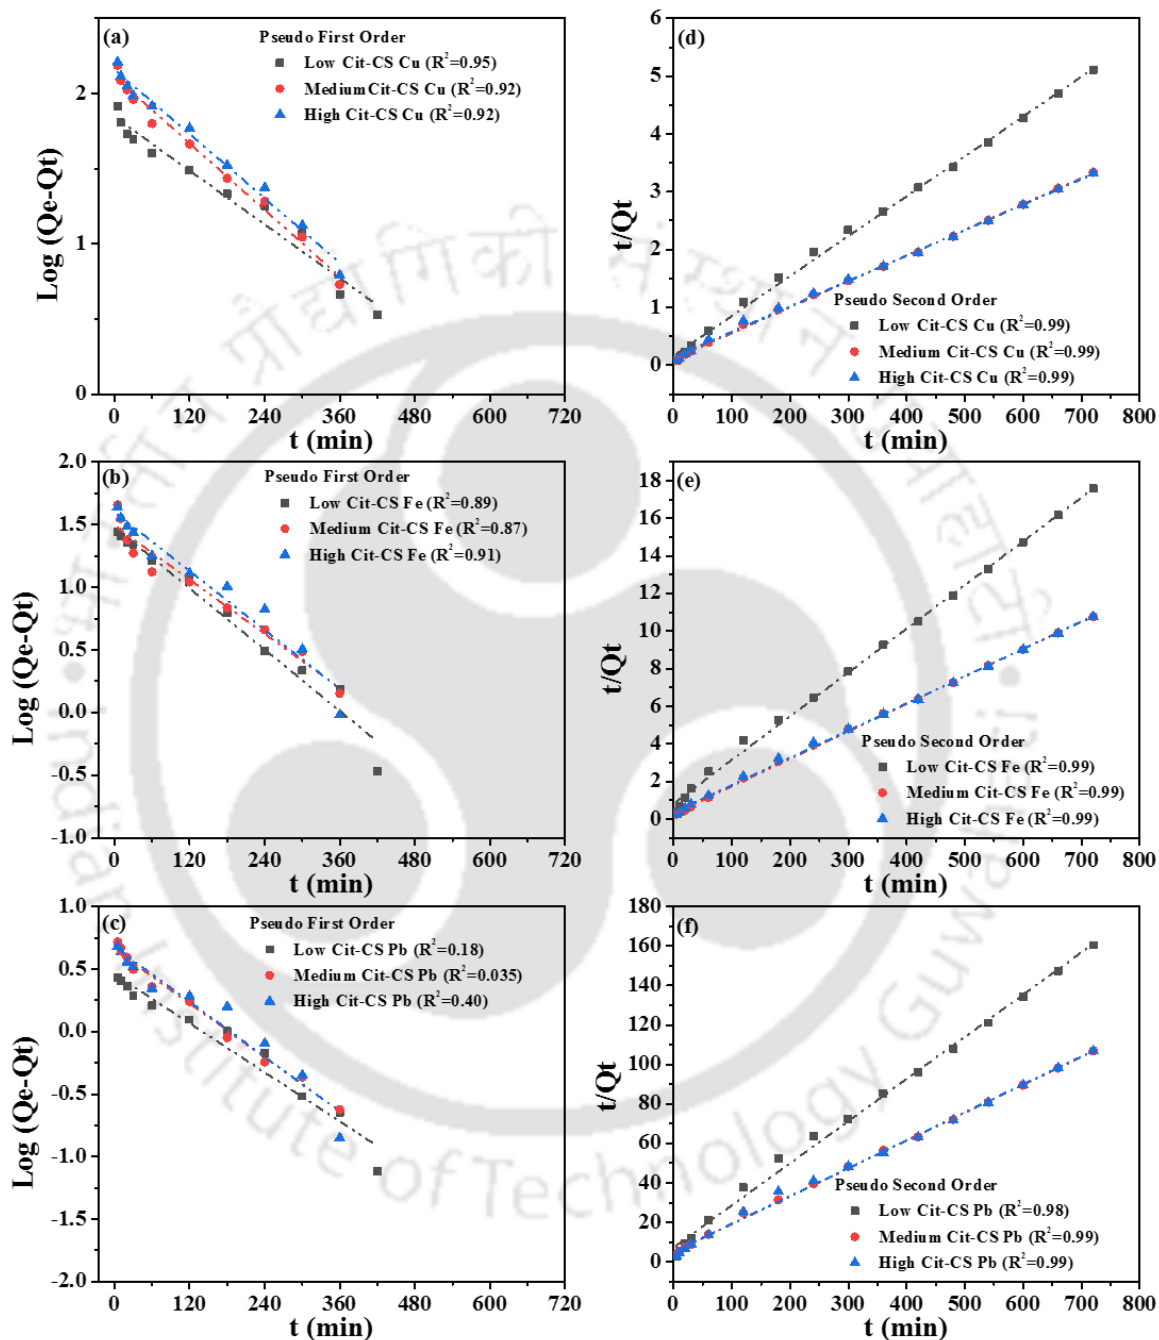 (a)
Pseudo First Order
Low Cit-CS Cu (R²=0.95)
Medium Cit-CS Cu (R²=0.92)
High Cit-CS Cu (R²=0.92)
2
1
0
Log (Qe-Qt)
0 120 240 360 480 600 720
t (min)
(d)
6
5
4
3
2
1
0
t/Qt
Pseudo Second Order
Low Cit-CS Cu (R²=0.99)
Medium Cit-CS Cu (R²=0.99)
High Cit-CS Cu (R²=0.99)
0 100 200 300 400 500 600 700 800
t (min)
(b)
Pseudo First Order
Low Cit-CS Fe (R²=0.89)
Medium Cit-CS Fe (R²=0.87)
High Cit-CS Fe (R²=0.91)
2.0
1.5
1.0
0.5
0.0
-0.5
-1.0
Log (Qe-Qt)
0 120 240 360 480 600 720
t (min)
(e)
18
16
14
12
10
8
6
4
2
0
t/Qt
Pseudo Second Order
Low Cit-CS Fe (R²=0.99)
Medium Cit-CS Fe (R²=0.99)
High Cit-CS Fe (R²=0.99)
0 100 200 300 400 500 600 700 800
t (min)
(c)
Pseudo First Order
Low Cit-CS Pb (R²=0.18)
Medium Cit-CS Pb (R²=0.035)
High Cit-CS Pb (R²=0.40)
1.0
0.5
0.0
-0.5
-1.0
-1.5
-2.0
Log (Qe-Qt)
0 120 240 360 480 600 720
t (min)
(f)
180
160
140
120
100
80
60
40
20
0
t/Qt
Pseudo Second Order
Low Cit-CS Pb (R²=0.98)
Medium Cit-CS Pb (R²=0.99)
High Cit-CS Pb (R²=0.99)
0 100 200 300 400 500 600 700 800
t (min)
Indian Institute of Technology Guwahati